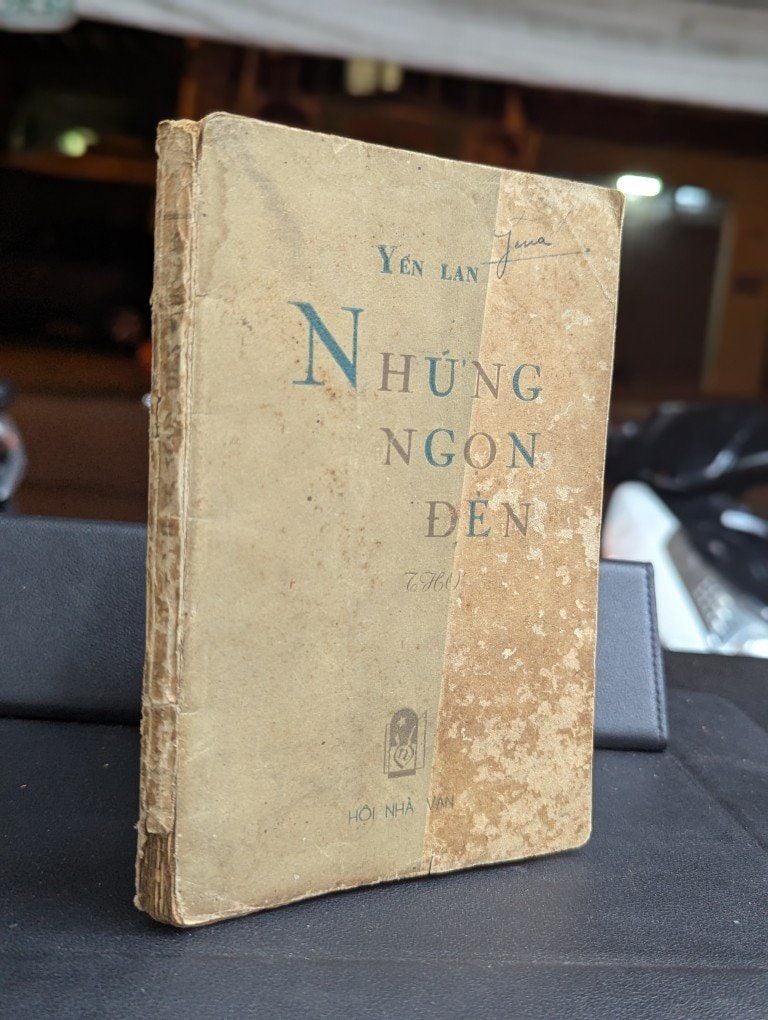 YẾN LAN
NHỮNG
NGỌN
ĐÈN
THƠ
HỘI NHÀ VĂN